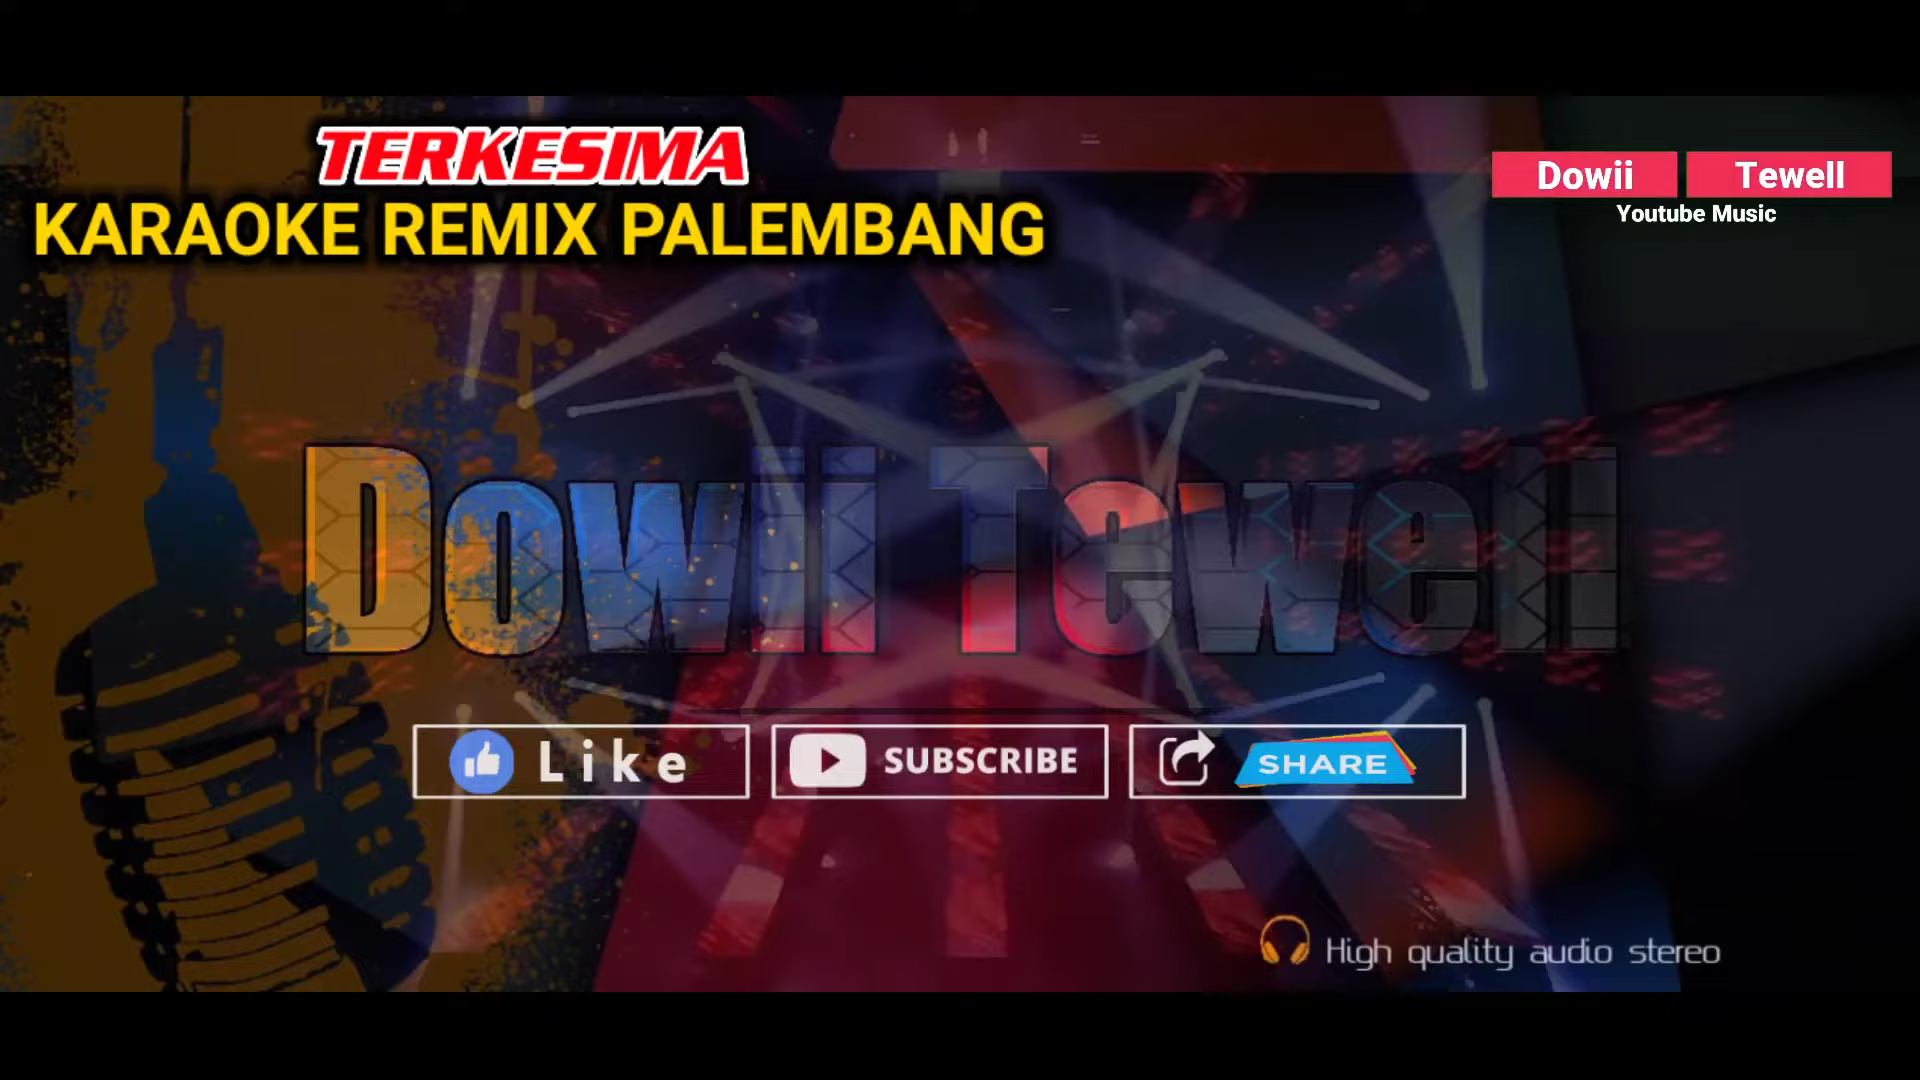 TERKESIMA
KARAOKE REMIX PALEMBANG
Dowii Tewell
Youtube Music
Dowii Tewell
Like
SUBSCRIBE
SHARE
High quality audio stereo